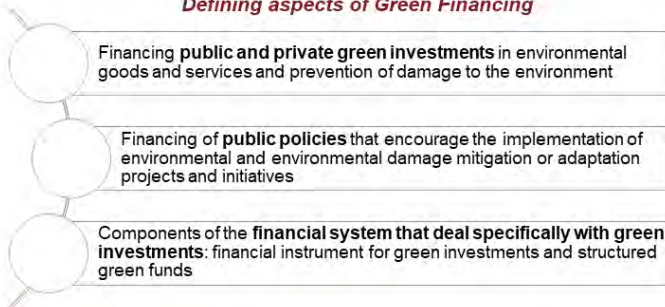 Defining aspects of Green Financing
Financing public and private green investments in environmental
goods and services and prevention of damage to the environment
Financing of public policies that encourage the implementation of
environmental and environmental damage mitigation or adaptation
projects and initiatives
Components of the financial system that deal specifically with green
investments: financial instrument for green investments and structured
green funds